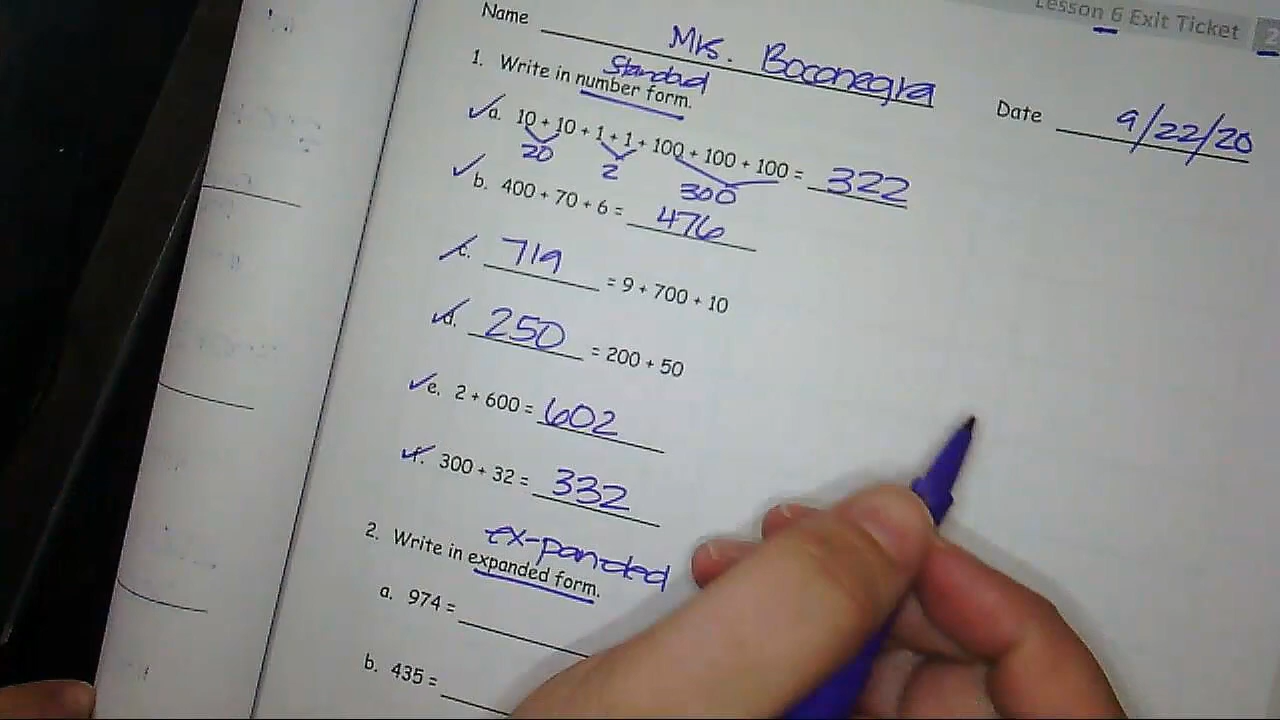 Lesson 6 Exit Ticket 2
Name Mrs. Boconegra
Date 9/22/20
Standard
1. Write in number form.
a. 10 + 10 + 1 + 1 + 100 + 100 + 100 = 322
20 2 300
b. 400 + 70 + 6 = 476
c. 719 = 9 + 700 + 10
d. 250 = 200 + 50
e. 2 + 600 = 602
f. 300 + 32 = 332
ex-panded
2. Write in expanded form.
a. 974 =
b. 435 =